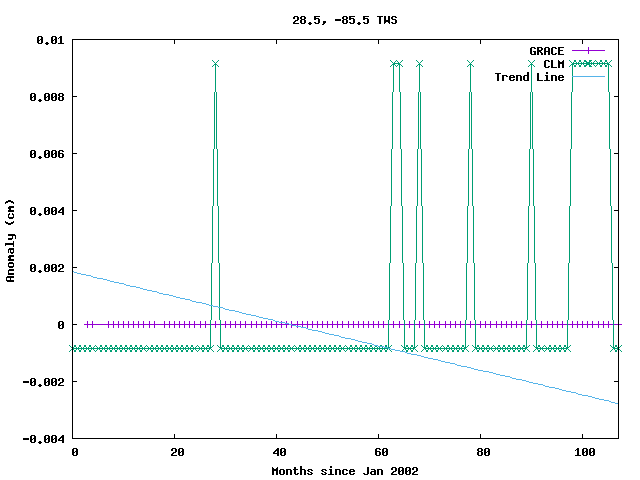 28.5, -85.5 TWS
GRACE
CLM
Trend Line
0.01
0.008
0.006
0.004
0.002
0
-0.002
-0.004
Anomaly (cm)
0 20 40 60 80 100
Months since Jan 2002